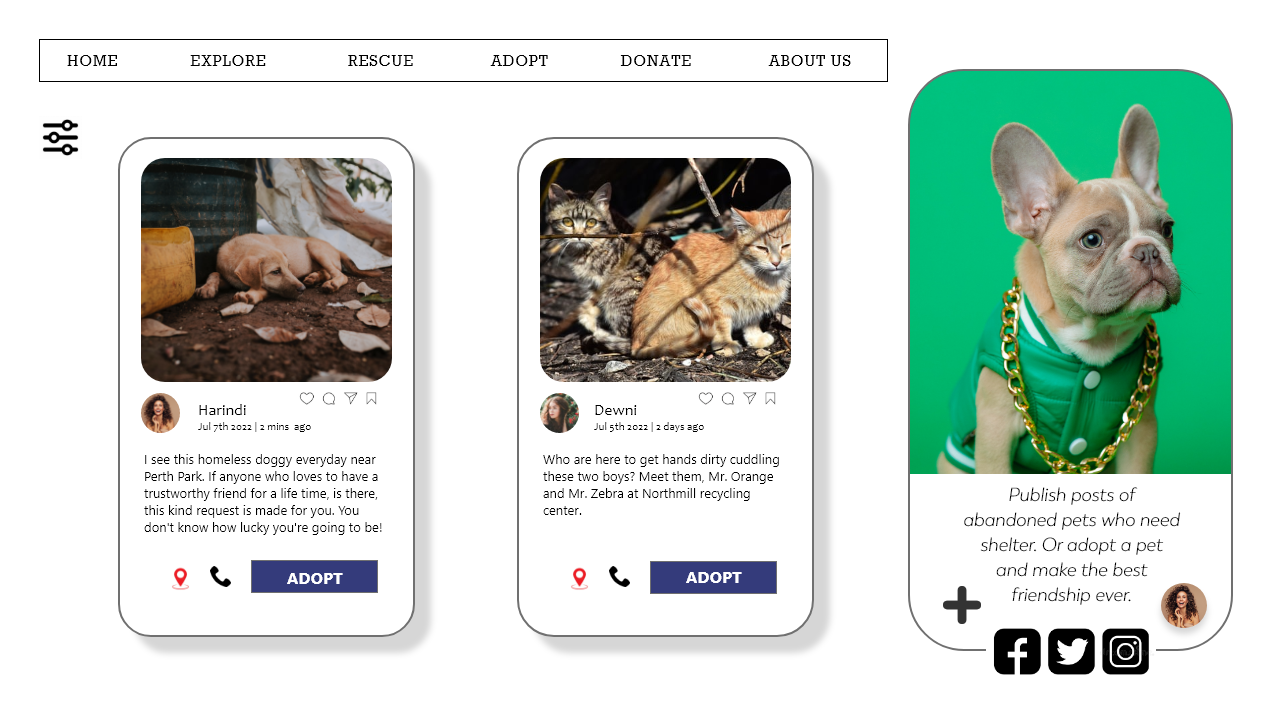 HOME EXPLORE RESCUE ADOPT DONATE ABOUT US
Harindi
Jul 7th 2022 | 2 mins ago
I see this homeless doggy everyday near
Perth Park. If anyone who loves to have a
trustworthy friend for a life time, is there,
this kind request is made for you. You
don't know how lucky you're going to be!
ADOPT
Dewni
Jul 5th 2022 | 2 days ago
Who are here to get hands dirty cuddling
these two boys? Meet them, Mr. Orange
and Mr. Zebra at Northmill recycling
center.
ADOPT
Publish posts of
abandoned pets who need
shelter. Or adopt a pet
and make the best
friendship ever.